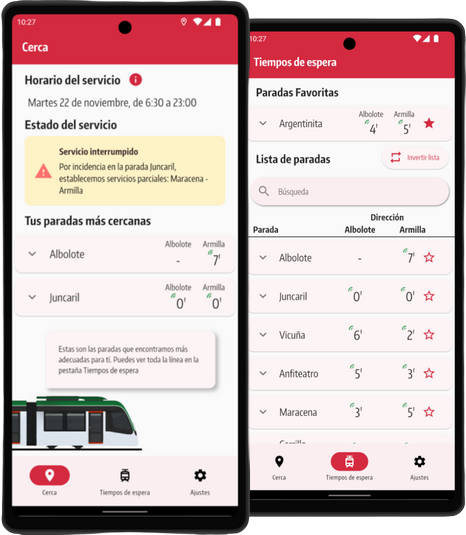 10:27
Cerca
Horario del servicio
Martes 22 de noviembre, de 6:30 a 23:00
Estado del servicio
Servicio interrumpido
Por incidencia en la parada Juncaril,
establecemos servicios parciales: Maracena -
Armilla
Tus paradas más cercanas
Albolote Armilla
Albolote - 7'
Albolote Armilla
Juncaril 0' 0'
Estas son las paradas que encontramos más
adecuadas para tí. Puedes ver toda la línea en la
pestaña Tiempos de espera
Cerca Tiempos de espera Ajustes
10:27
Tiempos de espera
Paradas Favoritas
Albolote Armilla
Argentinita 4' 5'
Lista de paradas Invertir lista
Búsqueda
Dirección
Parada Albolote Armilla
Albolote - 7'
Juncaril 0' 0'
Vicuña 6' 2'
Anfiteatro 5' 3'
Maracena 3' 5'
Cerca Tiempos de espera Ajustes